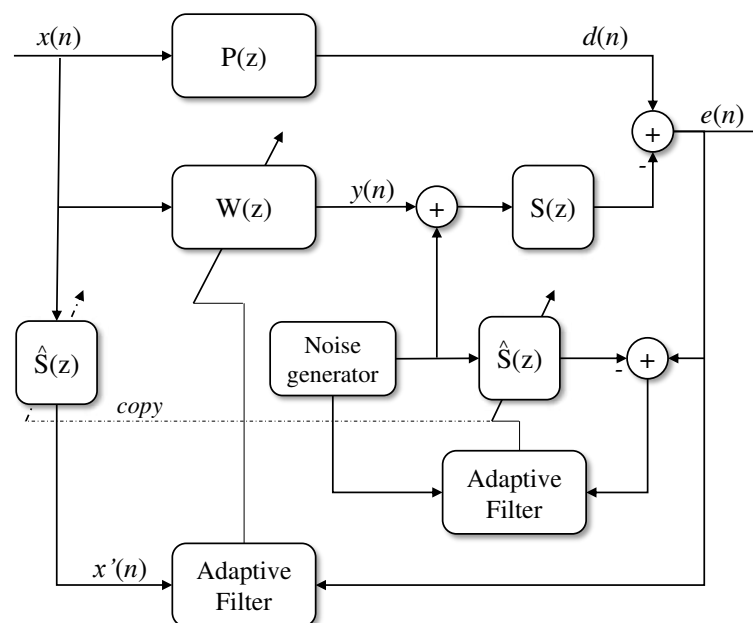 x(n)
P(z)
d(n)
+
e(n)
-
W(z)
y(n)
+
S(z)
Ŝ(z)
Noise
generator
Ŝ(z)
-
+
copy
Adaptive
Filter
x'(n)
Adaptive
Filter